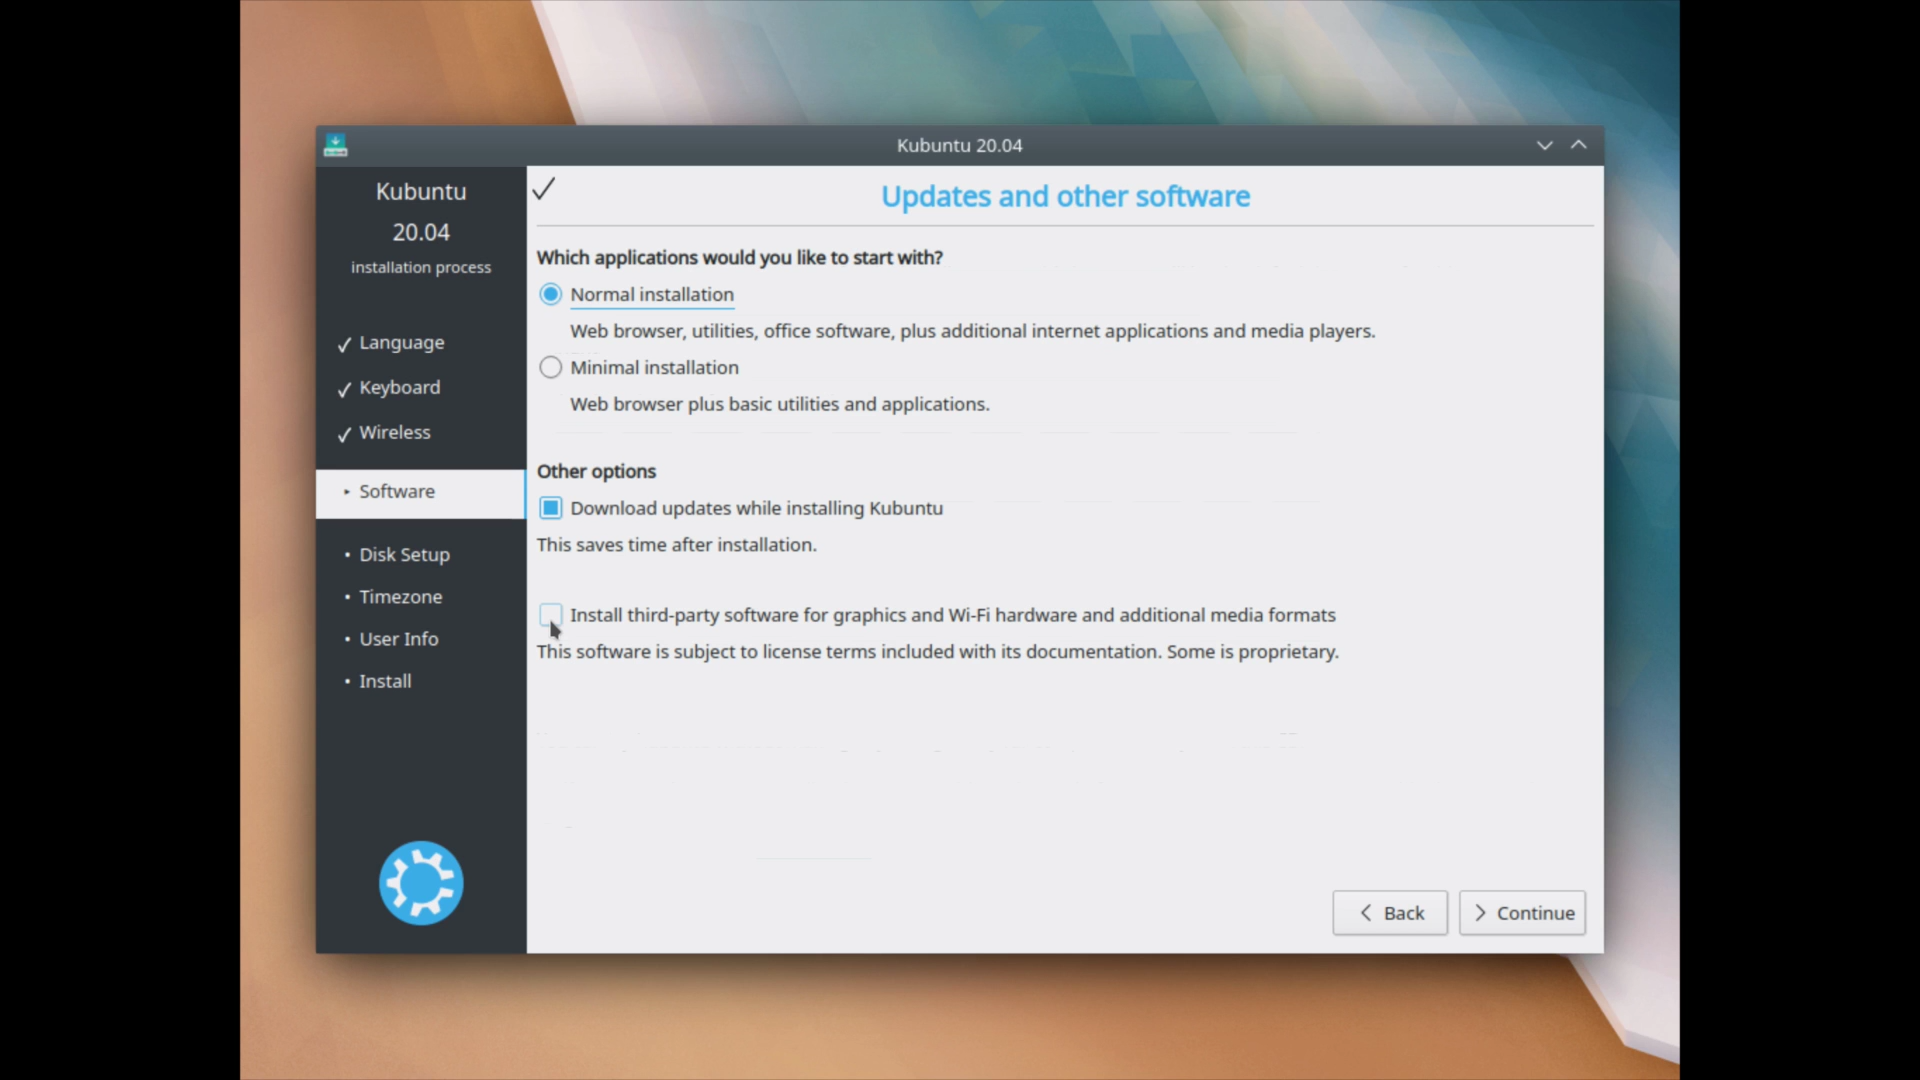 Kubuntu 20.04
Kubuntu
20.04
installation process
Language
Keyboard
Wireless
Software
Disk Setup
Timezone
User Info
Install
Updates and other software
Which applications would you like to start with?
Normal installation
Web browser, utilities, office software, plus additional internet applications and media players.
Minimal installation
Web browser plus basic utilities and applications.
Other options
Download updates while installing Kubuntu
This saves time after installation.
Install third-party software for graphics and Wi-Fi hardware and additional media formats
This software is subject to license terms included with its documentation. Some is proprietary.
Back
Continue